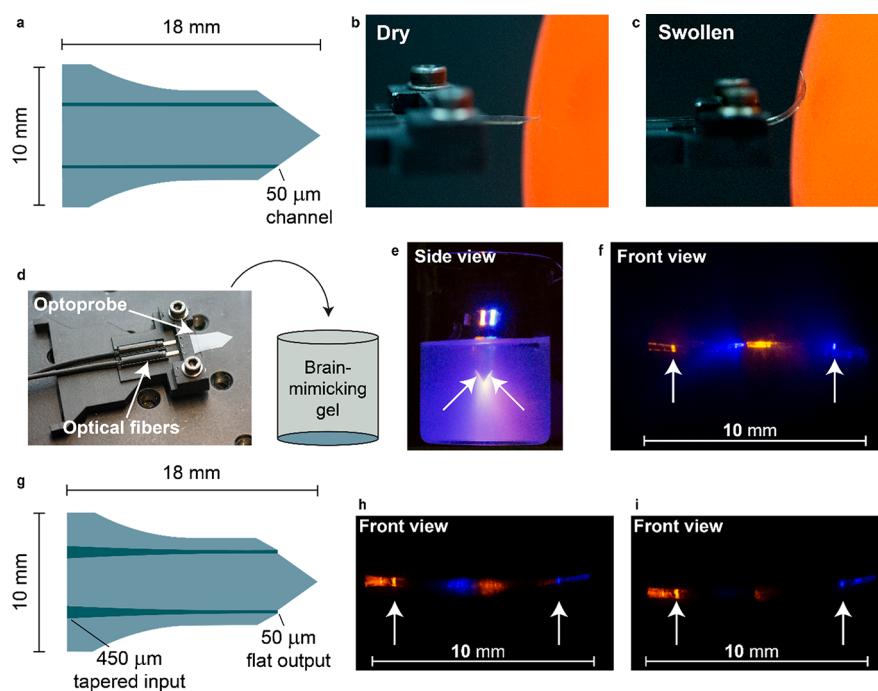 a
18 mm
10 mm
50 μm
channel
b
Dry
c
Swollen
d
Optoprobe
Optical fibers
Brain-
mimicking
gel
e
Side view
f
Front view
10 mm
g
18 mm
10 mm
450 μm
tapered input
50 μm
flat output
h
Front view
10 mm
i
Front view
10 mm